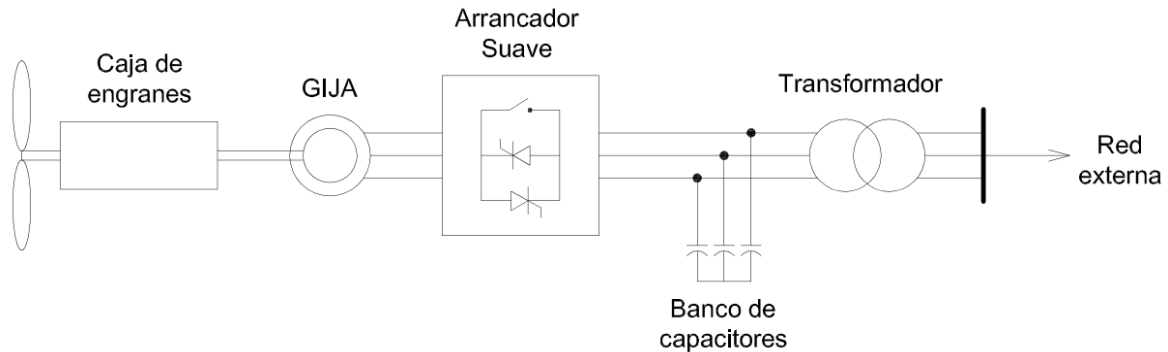 Caja de
engranes
GIJA
Arrancador
Suave
Banco de
capacitores
Transformador
Red
externa